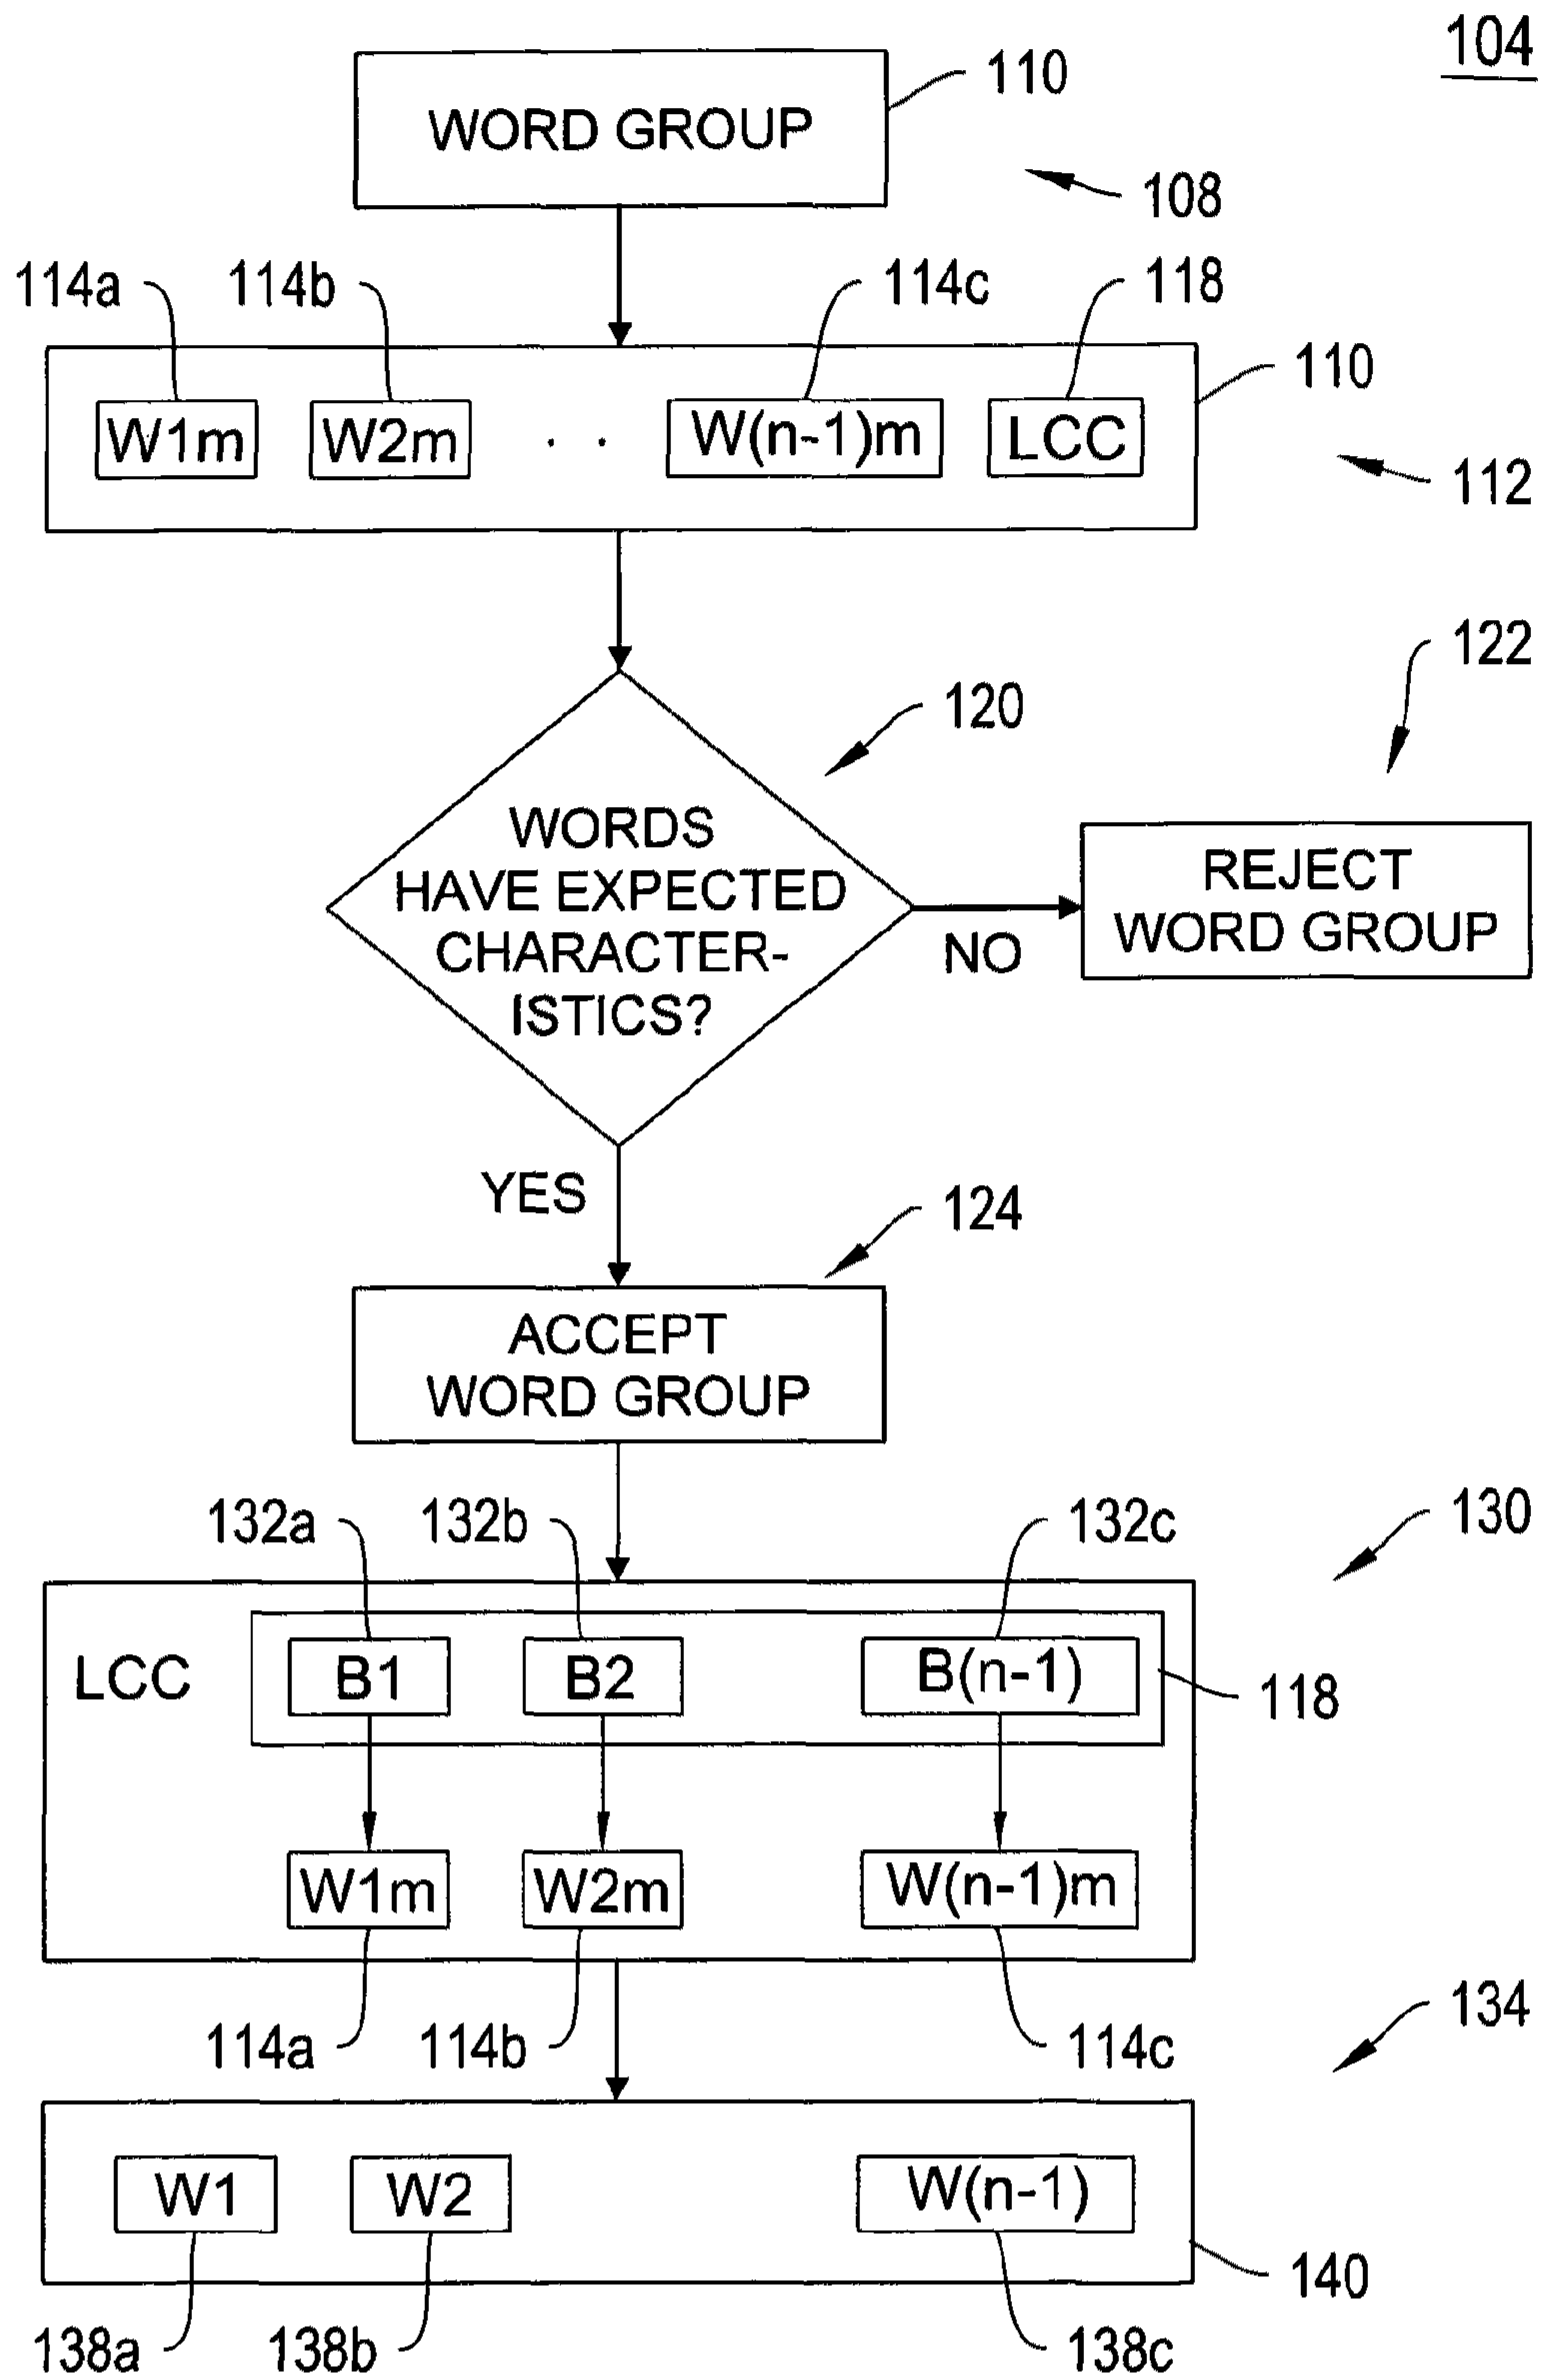 104
110
WORD GROUP
108
114a 114b 114c 118
110
W1m W2m . . W(n-1)m LCC
112
122
120
WORDS
HAVE EXPECTED
CHARACTER-
ISTICS?
REJECT
WORD GROUP
NO
YES
124
ACCEPT
WORD GROUP
132a 132b 132c 130
LCC B1 B2 B(n-1)
118
W1m W2m W(n-1)m
134
114a 114b 114c
W1 W2 W(n-1)
140
138a 138b 138c